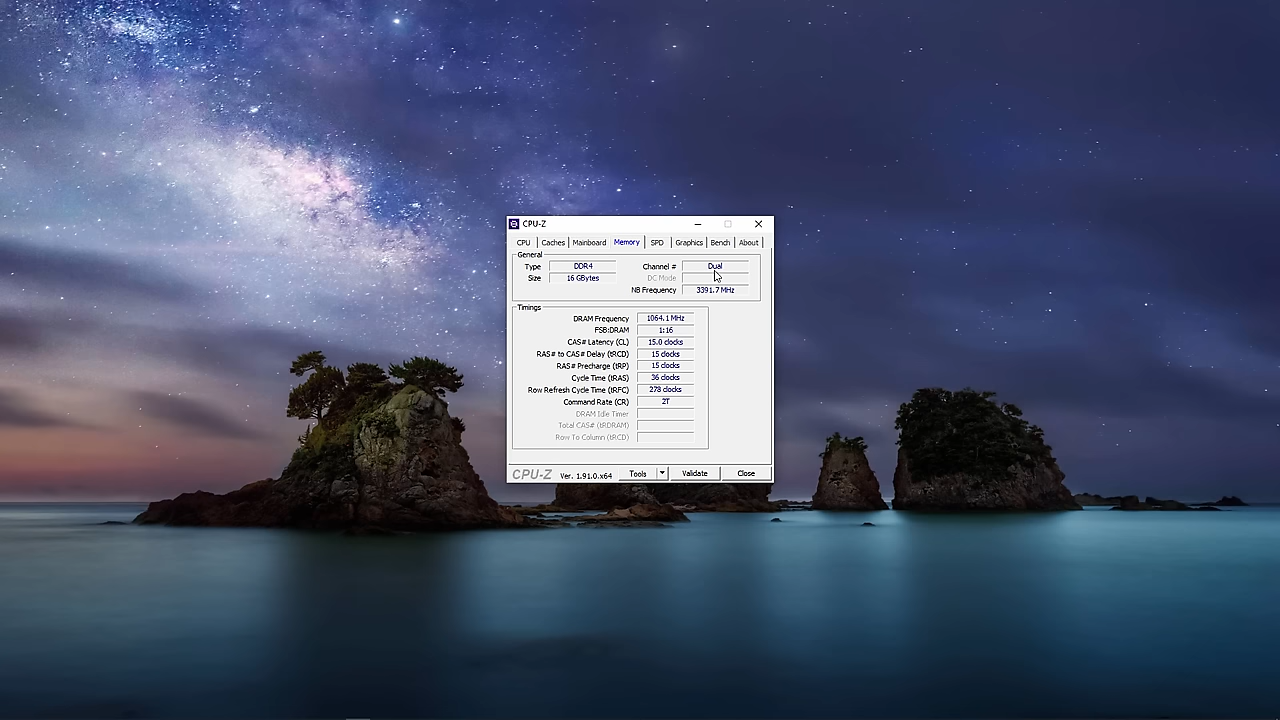 CPU-Z
CPU Caches Mainboard Memory SPD Graphics Bench About
General
Type DDR4 Channel # Dual
Size 16 GBytes DC Mode
NB Frequency 3391.7 MHz
Timings
DRAM Frequency 1064.1 MHz
FSB:DRAM 1:16
CAS# Latency (CL) 15.0 clocks
RAS# to CAS# Delay (tRCD) 15 clocks
RAS# Precharge (tRP) 15 clocks
Cycle Time (tRAS) 36 clocks
Row Refresh Cycle Time (tRFC) 278 clocks
Command Rate (CR) 2T
DRAM Idle Timer
Total CAS# (tRDRAM)
Row To Column (tRCD)
CPU-Z Ver. 1.91.0.x64 Tools Validate Close